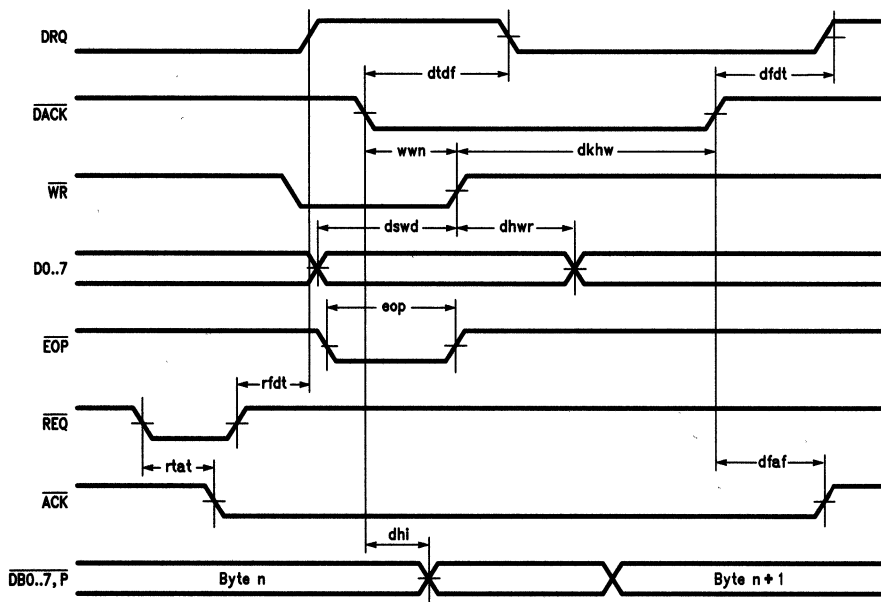 DRQ
dtdf
dfdt
DACK
wwn
dkhw
WR
dswd
dhwr
D0..7
eop
EOP
rfdt
REQ
rtat
dfaf
ACK
dhi
DB0..7, P
Byte n
Byte n + 1